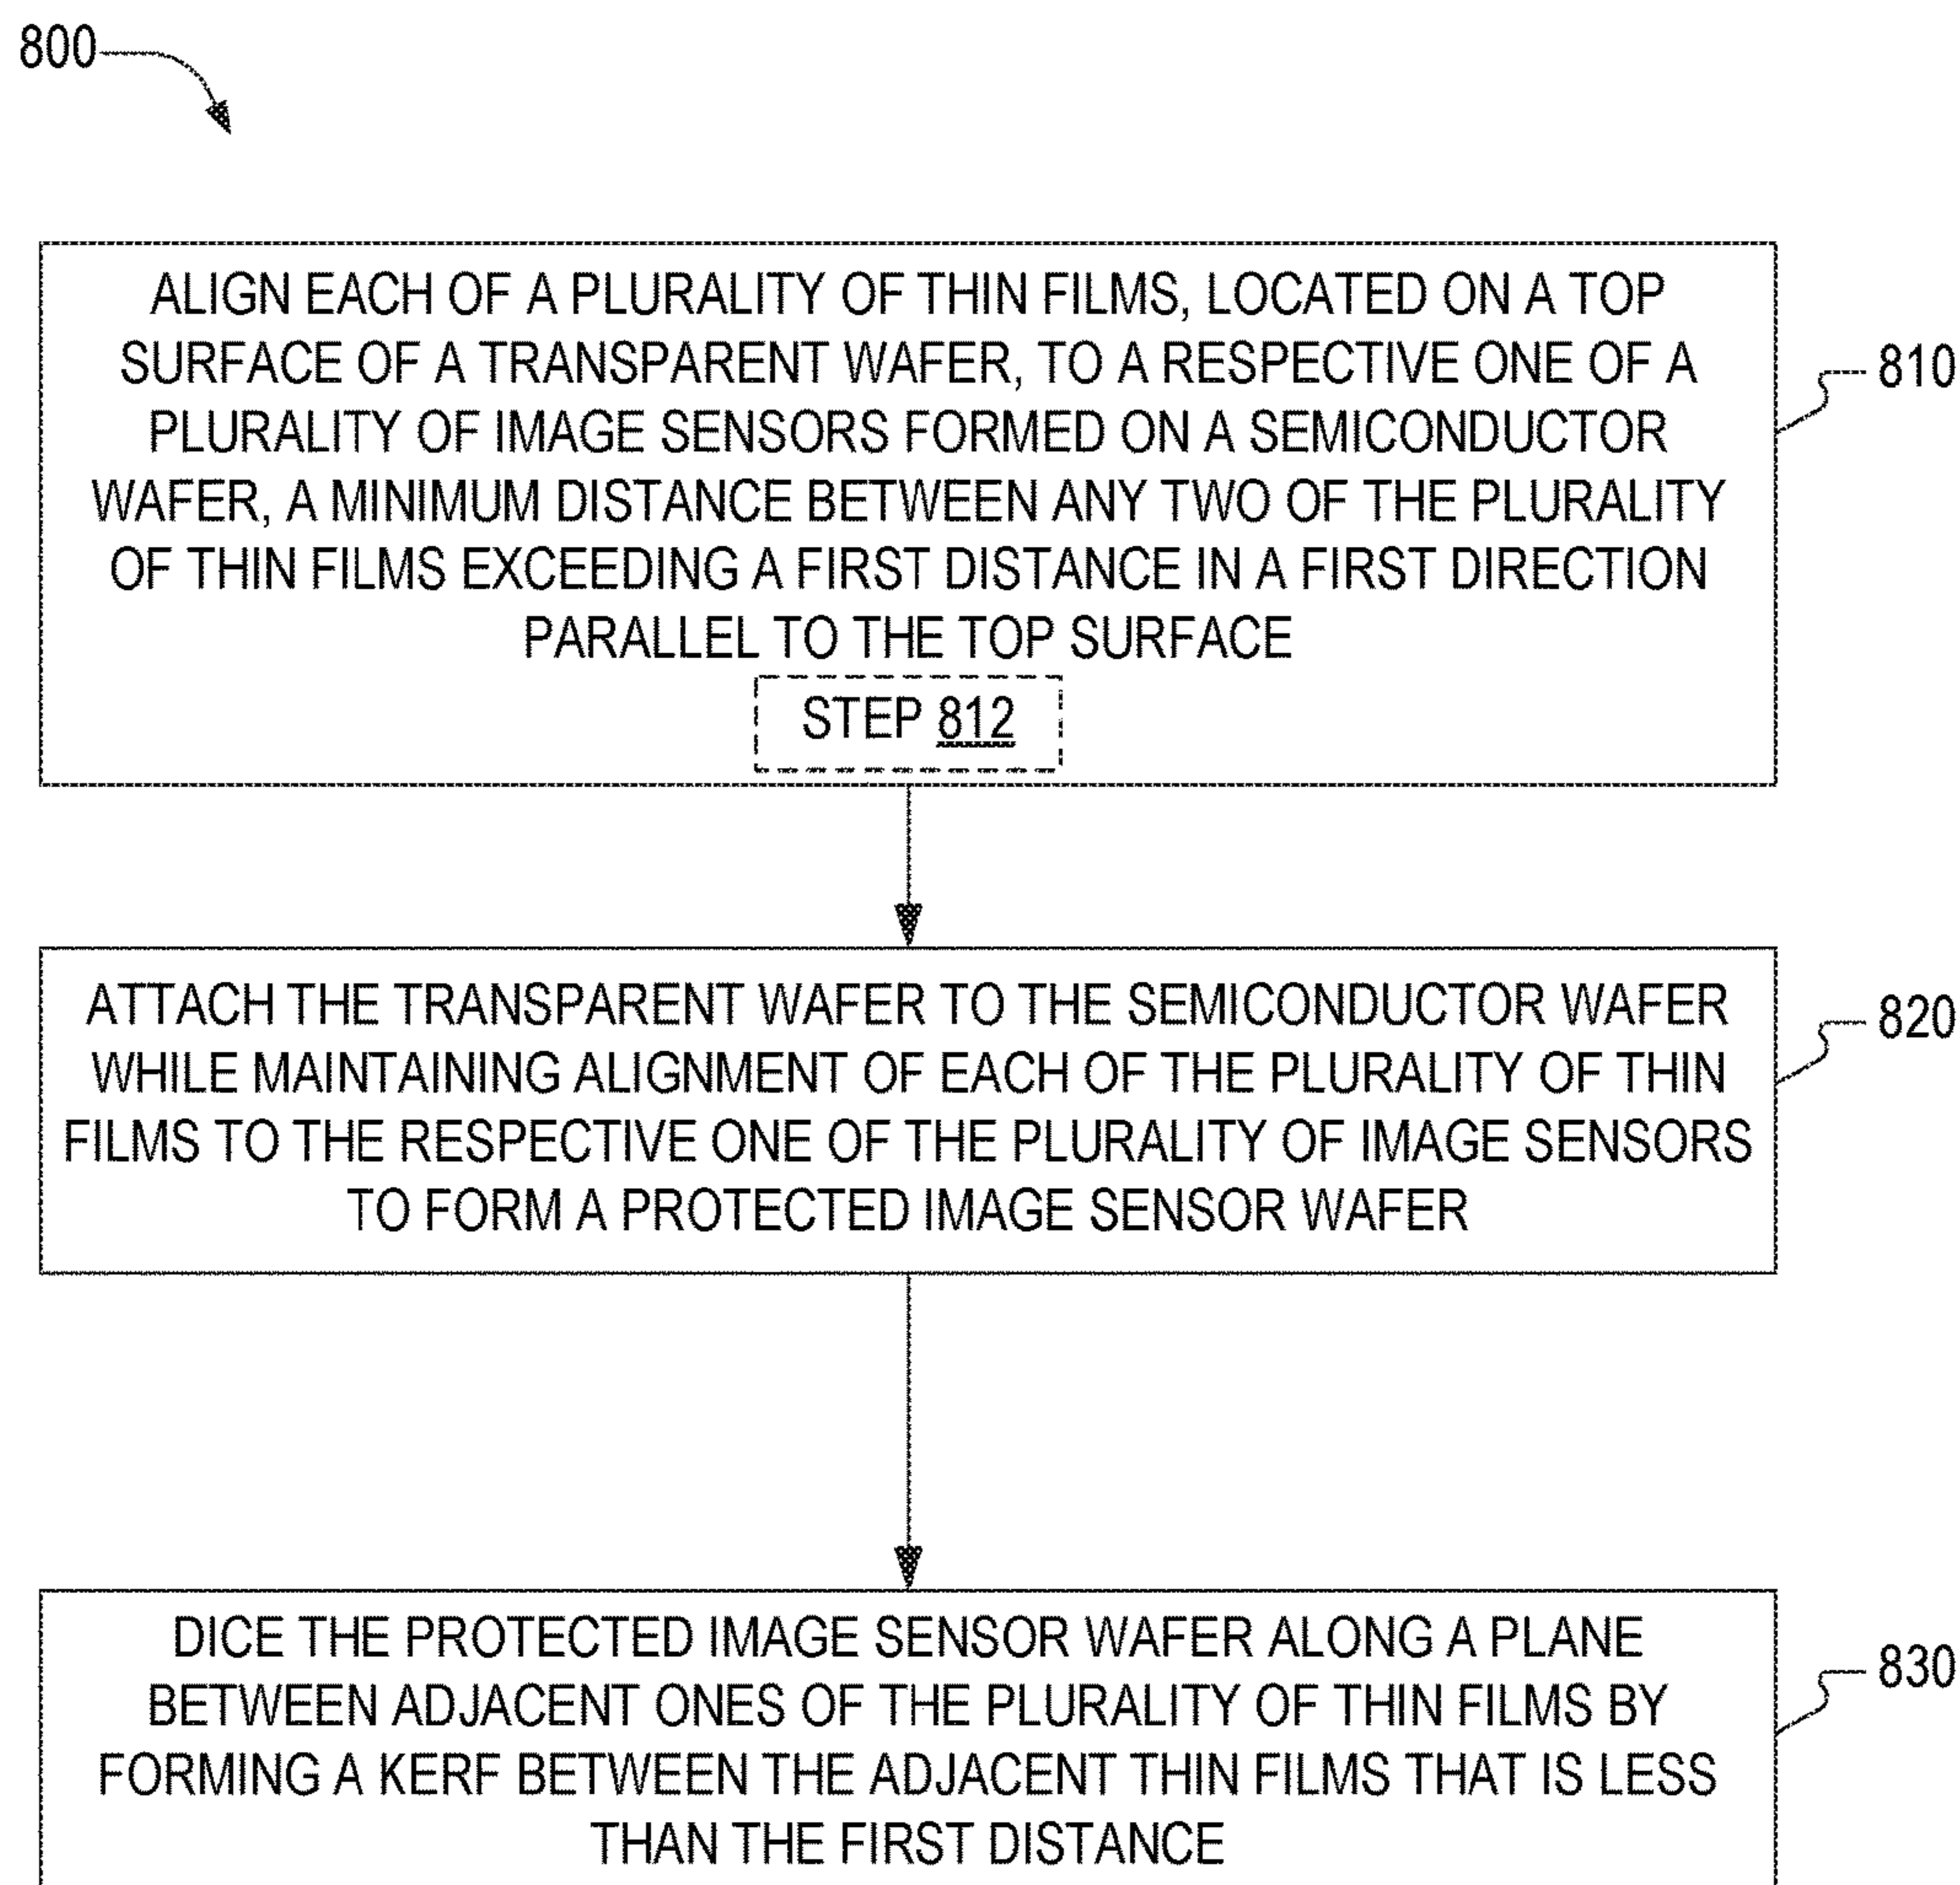 800
ALIGN EACH OF A PLURALITY OF THIN FILMS, LOCATED ON A TOP
SURFACE OF A TRANSPARENT WAFER, TO A RESPECTIVE ONE OF A
PLURALITY OF IMAGE SENSORS FORMED ON A SEMICONDUCTOR
WAFER, A MINIMUM DISTANCE BETWEEN ANY TWO OF THE PLURALITY
OF THIN FILMS EXCEEDING A FIRST DISTANCE IN A FIRST DIRECTION
PARALLEL TO THE TOP SURFACE
STEP 812
810
ATTACH THE TRANSPARENT WAFER TO THE SEMICONDUCTOR WAFER
WHILE MAINTAINING ALIGNMENT OF EACH OF THE PLURALITY OF THIN
FILMS TO THE RESPECTIVE ONE OF THE PLURALITY OF IMAGE SENSORS
TO FORM A PROTECTED IMAGE SENSOR WAFER
820
DICE THE PROTECTED IMAGE SENSOR WAFER ALONG A PLANE
BETWEEN ADJACENT ONES OF THE PLURALITY OF THIN FILMS BY
FORMING A KERF BETWEEN THE ADJACENT THIN FILMS THAT IS LESS
THAN THE FIRST DISTANCE
830